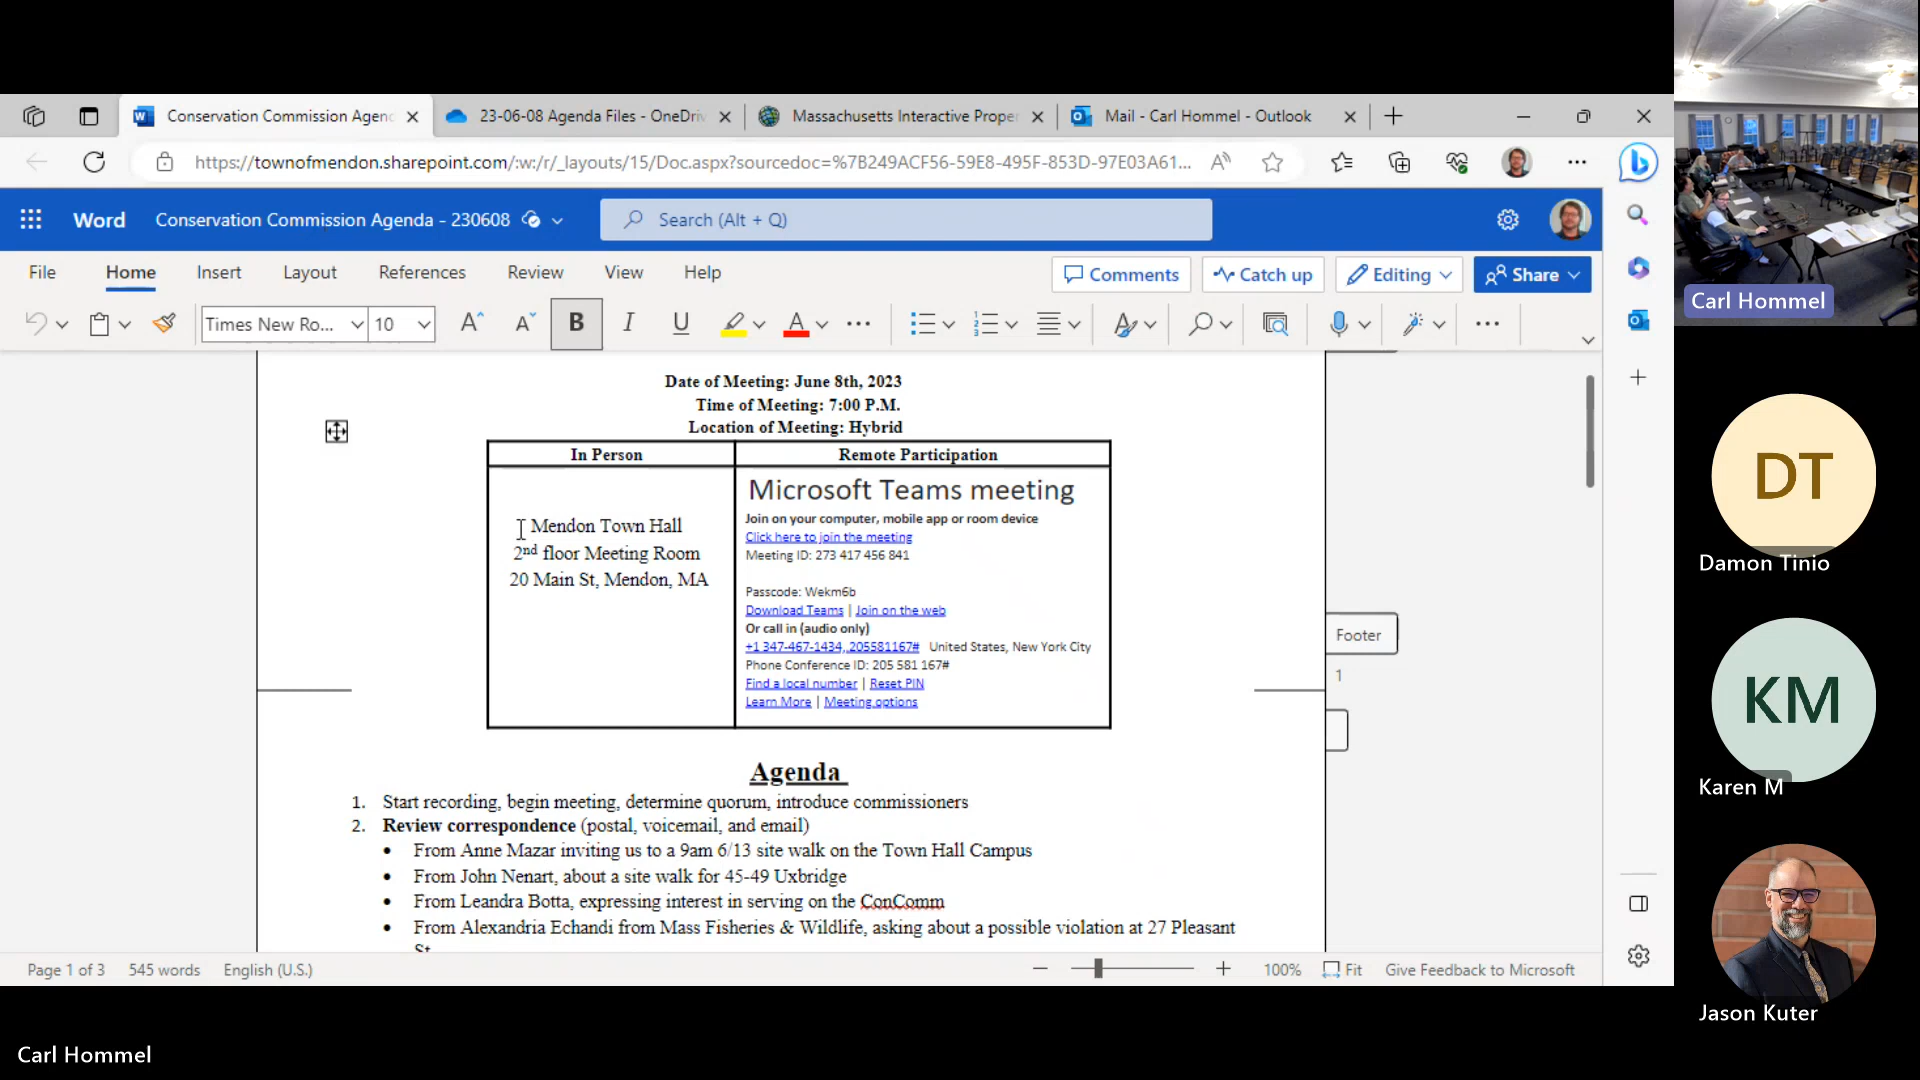 Conservation Commission Agend
23-06-08 Agenda Files - OneDriv
Massachusetts Interactive Proper
Mail - Carl Hommel - Outlook
https://townofmendon.sharepoint.com/:w:/r/_layouts/15/Doc.aspx?sourcedoc=%7B249ACF56-59E8-495F-853D-97E03A61...
Word
Conservation Commission Agenda - 230608
Search (Alt + Q)
File Home Insert Layout References Review View Help
Comments Catch up Editing Share
Times New Ro... 10
Date of Meeting: June 8th, 2023
Time of Meeting: 7:00 P.M.
Location of Meeting: Hybrid
In Person
Remote Participation
Mendon Town Hall
2nd floor Meeting Room
20 Main St, Mendon, MA
Microsoft Teams meeting
Join on your computer, mobile app or room device
Click here to join the meeting
Meeting ID: 273 417 456 841
Passcode: Wekm6b
Download Teams | Join on the web
Or call in (audio only)
+1 347-467-1434,,205581167# United States, New York City
Phone Conference ID: 205 581 167#
Find a local number | Reset PIN
Learn More | Meeting options
Footer
1
Agenda
1. Start recording, begin meeting, determine quorum, introduce commissioners
2. Review correspondence (postal, voicemail, and email)
• From Anne Mazar inviting us to a 9am 6/13 site walk on the Town Hall Campus
• From John Nenart, about a site walk for 45-49 Uxbridge
• From Leandra Botta, expressing interest in serving on the ConComm
• From Alexandria Echandi from Mass Fisheries & Wildlife, asking about a possible violation at 27 Pleasant
St
Page 1 of 3 545 words English (U.S.)
100% Fit Give Feedback to Microsoft
Carl Hommel
DT
Damon Tinio
KM
Karen M
Jason Kuter
Carl Hommel